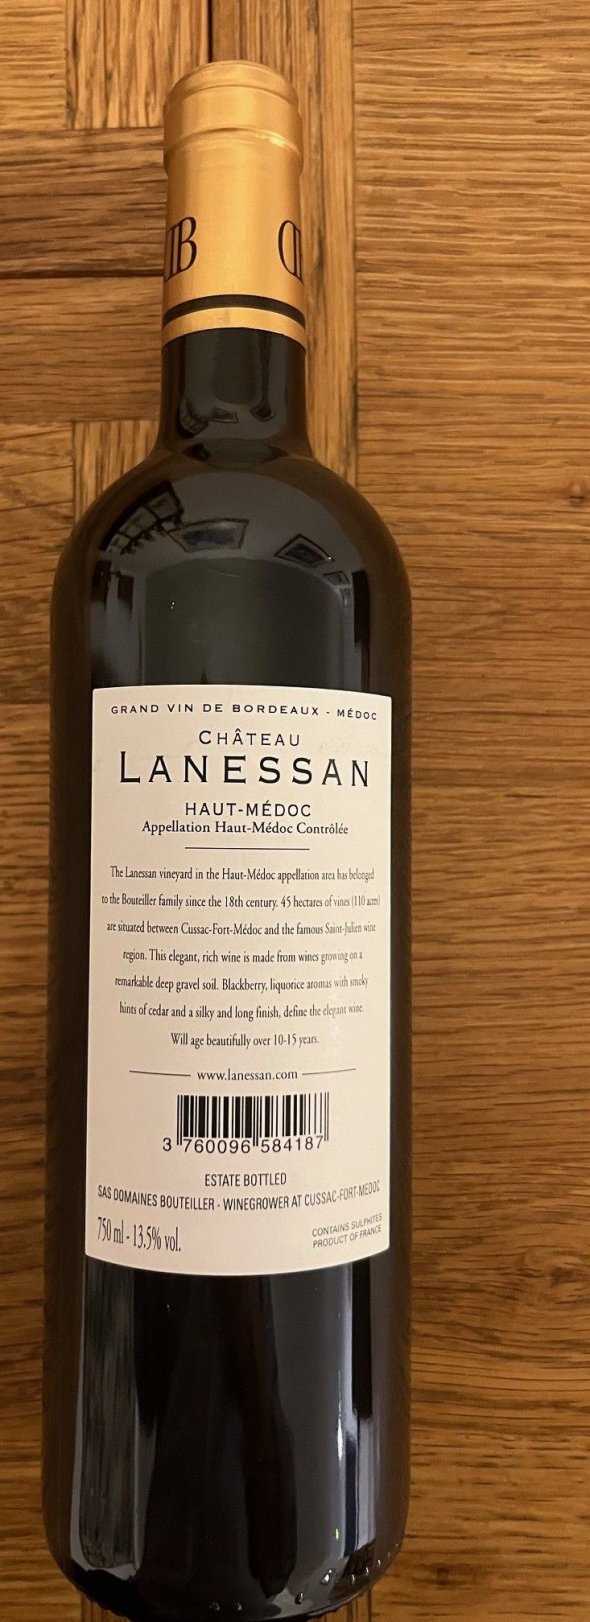 DB
D
GRAND VIN DE BORDEAUX - MÉDOC
CHÂTEAU
LANESSAN
HAUT-MÉDOC
Appellation Haut-Médoc Contrôlée
The Lanessan vineyard in the Haut-Médoc appellation area has belonged
to the Bouteiller family since the 18th century. 45 hectares of vines (110 acres)
are situated between Cussac-Fort-Médoc and the famous Saint-Julien wine
region. This elegant, rich wine is made from wines growing on a
remarkable deep gravel soil. Blackberry, liquorice aromas with smoky
hints of cedar and a silky and long finish, define the elegant wine.
Will age beautifully over 10-15 years.
www.lanessan.com
3 760096 584187
ESTATE BOTTLED
SAS DOMAINES BOUTEILLER - WINEGROWER AT CUSSAC-FORT-MEDOC
750 ml - 13.5% vol.
CONTAINS SULPHITES
PRODUCT OF FRANCE